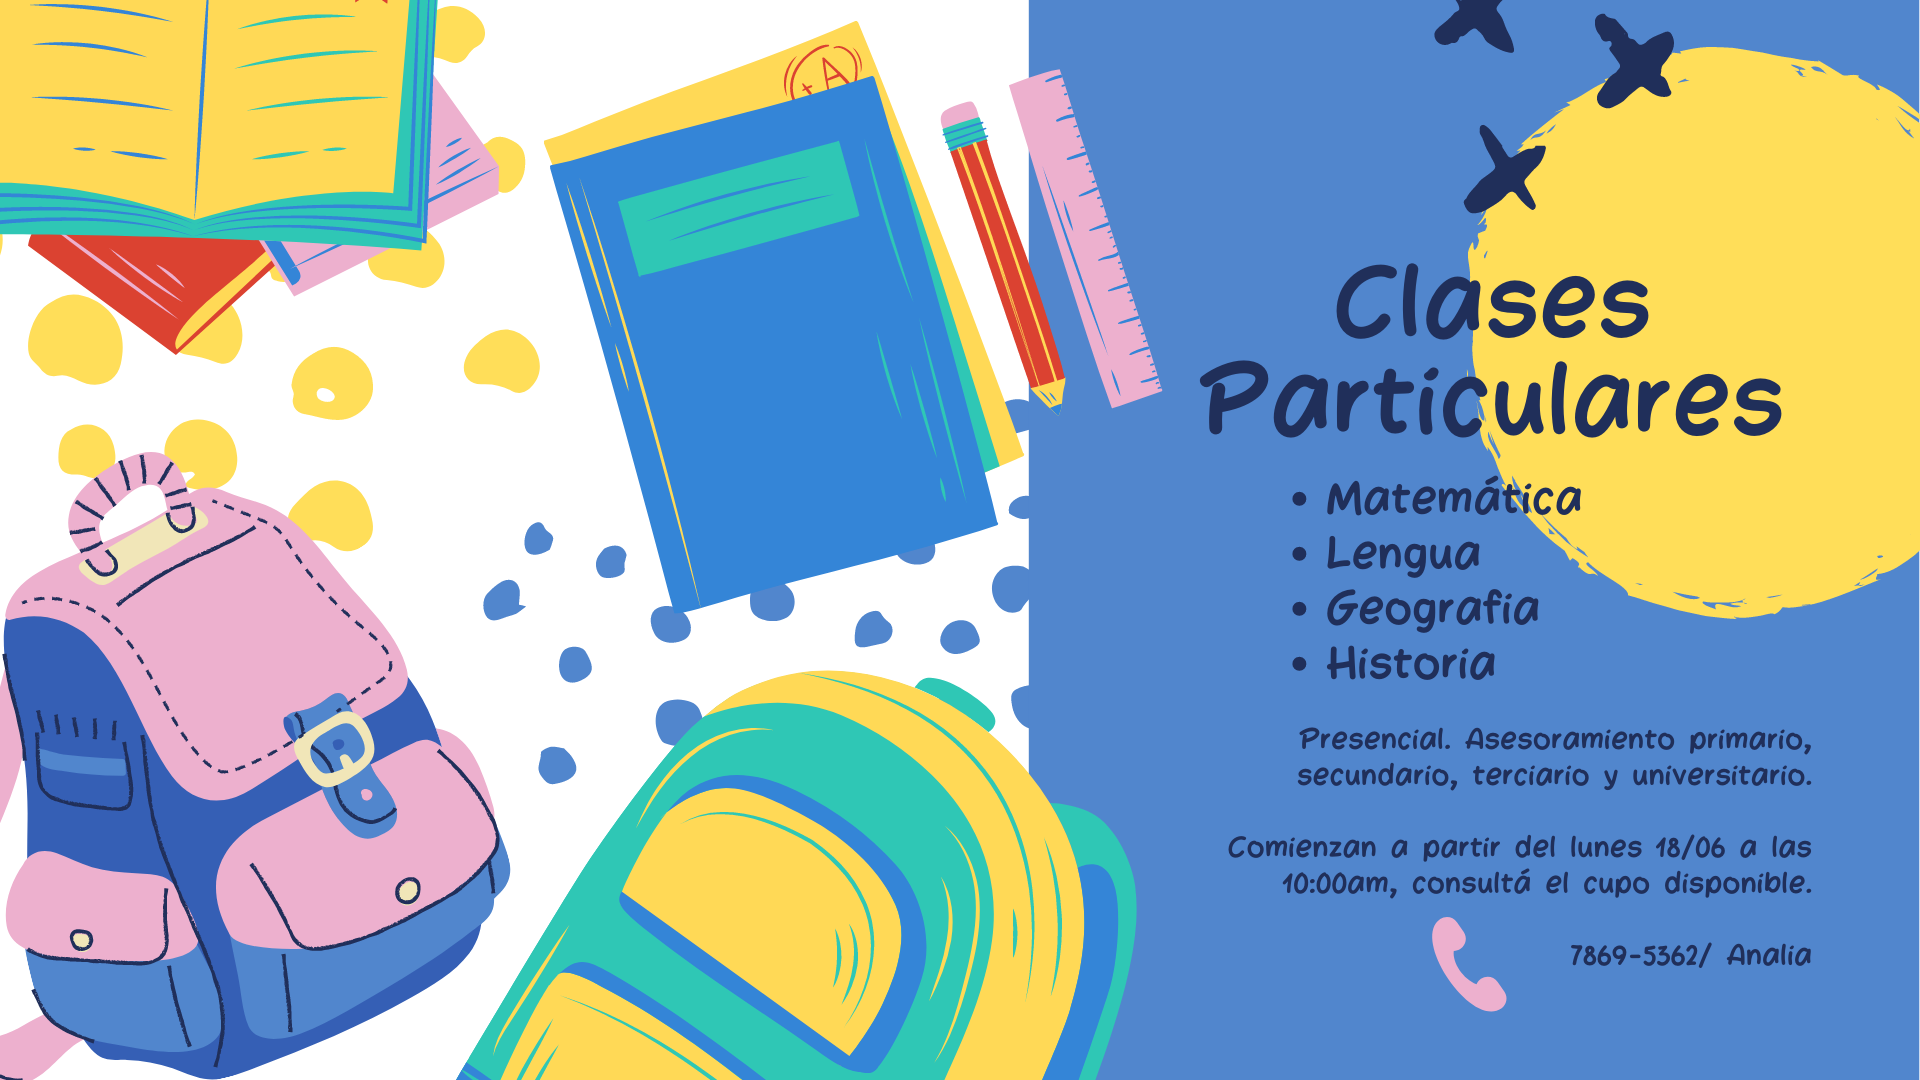 A+
Clases
Particulares
• Matemática
• Lengua
• Geografia
• Historia
Presencial. Asesoramiento primario,
secundario, terciario y universitario.
Comienzan a partir del lunes 18/06 a las
10:00am, consultá el cupo disponible.
7869-5362/ Analia